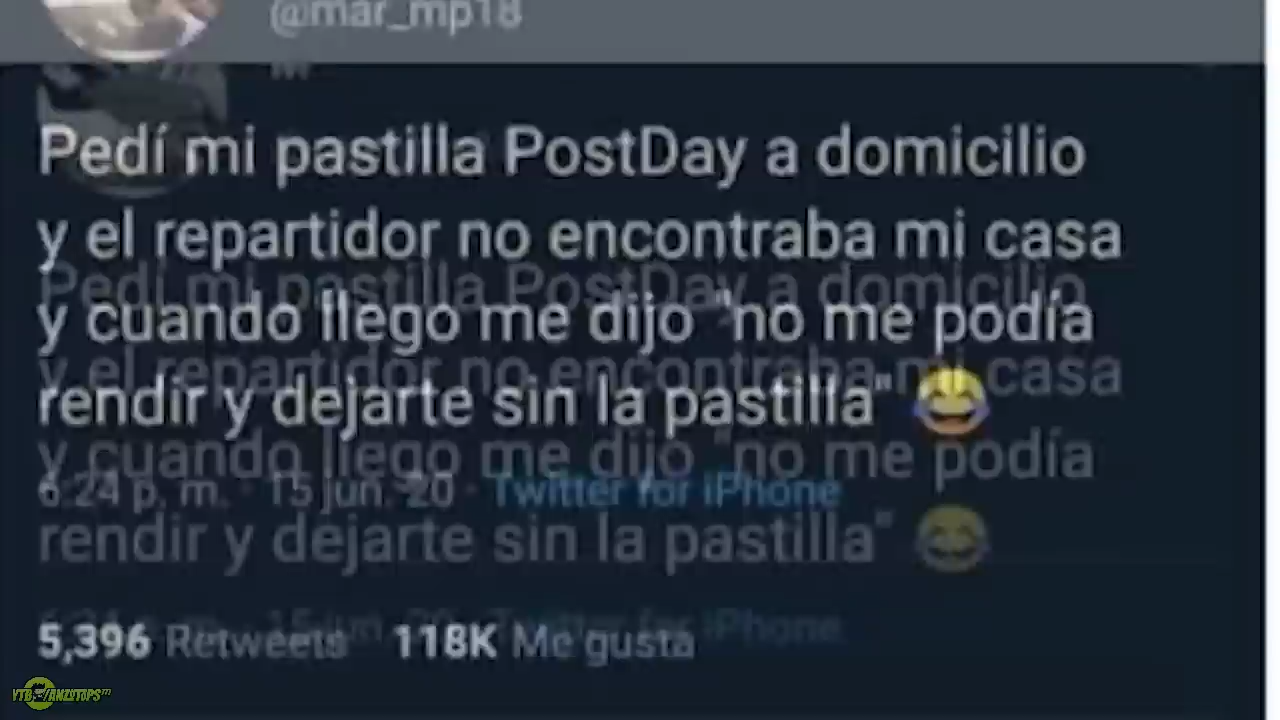 @mar_mp18
Pedí mi pastilla PostDay a domicilio
y el repartidor no encontraba mi casa
y cuando llego me dijo "no me podía
rendir y dejarte sin la pastilla" 😂
6:24 p. m. · 15 jun. 20 · Twitter for iPhone
5,396 Retweets 118K Me gusta
YTB/ANZOTOPS